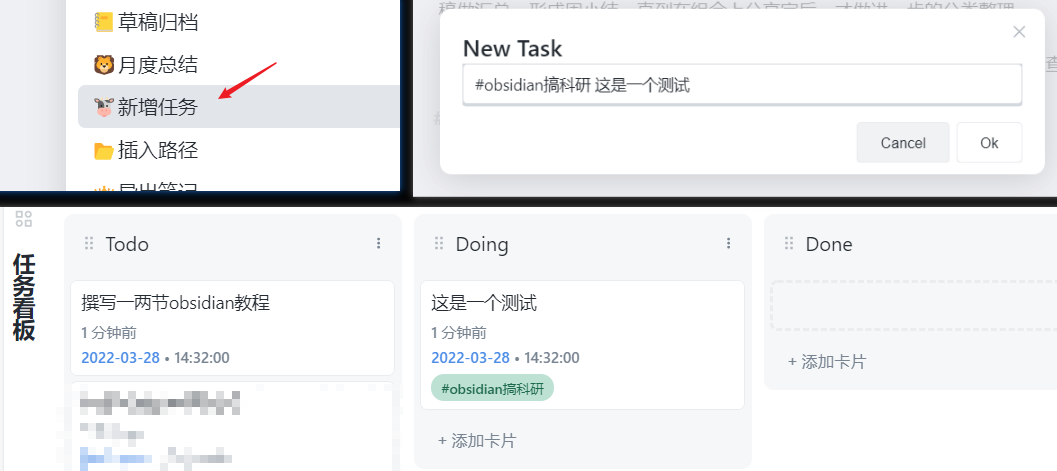 草稿归档
月度总结
新增任务
插入路径
导出笔记
New Task
#obsidian搞科研 这是一个测试
Cancel
Ok
查
任务看板
Todo
撰写一两节obsidian教程
1 分钟前
2022-03-28 • 14:32:00
Doing
这是一个测试
1 分钟前
2022-03-28 • 14:32:00
#obsidian搞科研
+ 添加卡片
Done
+ 添加卡片